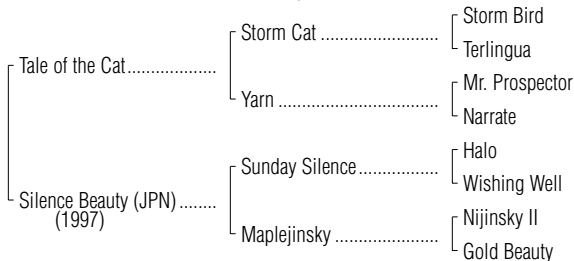 Storm Bird
Storm Cat ........................
Terlingua
Tale of the Cat..................
Mr. Prospector
Yarn ................................
Narrate
Halo
Sunday Silence................
Wishing Well
Silence Beauty (JPN) ........
(1997)
Nijinsky II
Maplejinsky .....................
Gold Beauty